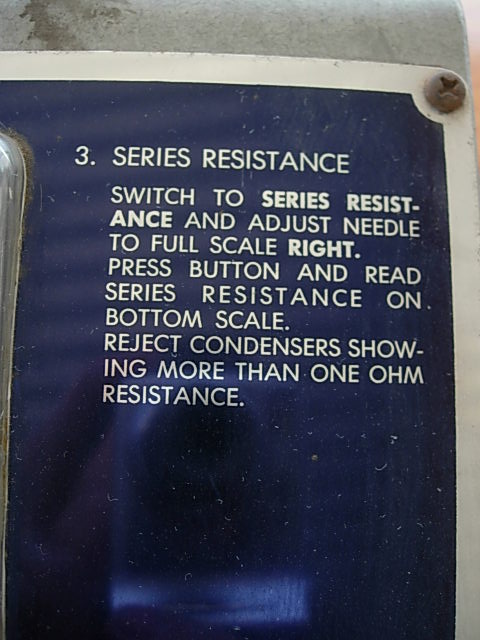 3. SERIES RESISTANCE
SWITCH TO SERIES RESIST-
ANCE AND ADJUST NEEDLE
TO FULL SCALE RIGHT.
PRESS BUTTON AND READ
SERIES RESISTANCE ON
BOTTOM SCALE.
REJECT CONDENSERS SHOW-
ING MORE THAN ONE OHM
RESISTANCE.